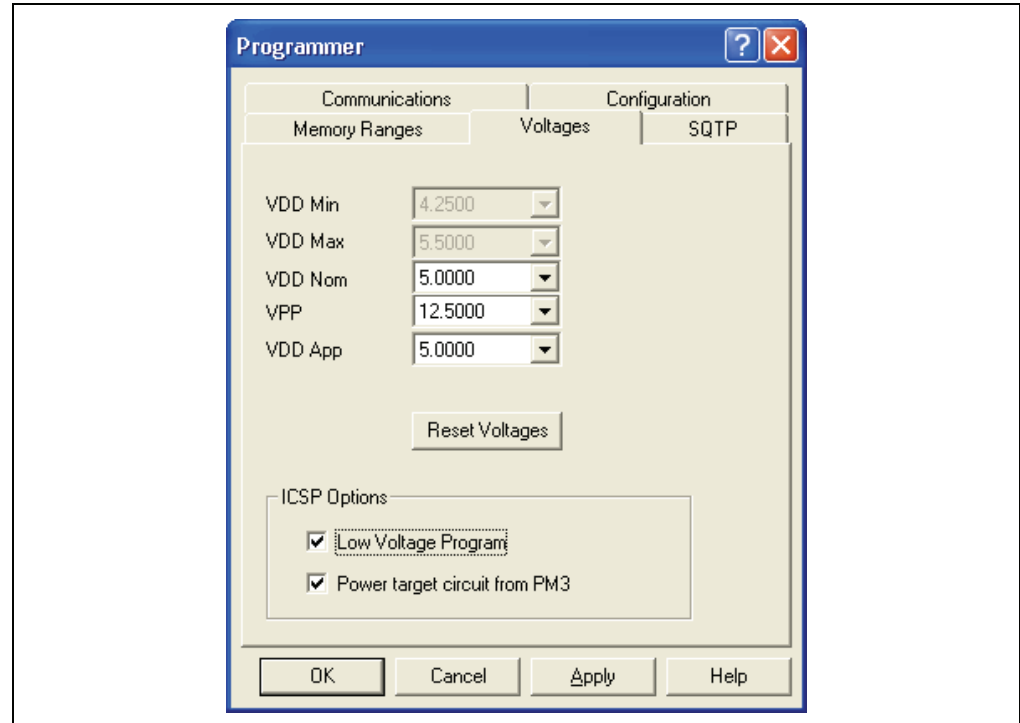 Programmer
Communications Configuration
Memory Ranges Voltages SQTP
VDD Min 4.2500
VDD Max 5.5000
VDD Nom 5.0000
VPP 12.5000
VDD App 5.0000
Reset Voltages
ICSP Options
Low Voltage Program
Power target circuit from PM3
OK Cancel Apply Help